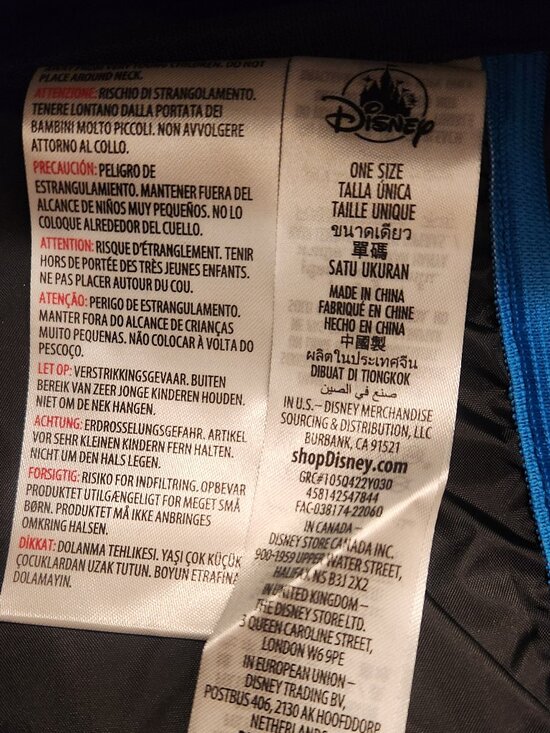 PLACE AROUND NECK.
ATTENZIONE: RISCHIO DI STRANGOLAMENTO.
TENERE LONTANO DALLA PORTATA DEI
BAMBINI MOLTO PICCOLI. NON AVVOLGERE
ATTORNO AL COLLO.
PRECAUCIÓN: PELIGRO DE
ESTRANGULAMIENTO. MANTENER FUERA DEL
ALCANCE DE NIÑOS MUY PEQUEÑOS. NO LO
COLOQUE ALREDEDOR DEL CUELLO.
ATTENTION: RISQUE D'ÉTRANGLEMENT. TENIR
HORS DE PORTÉE DES TRÈS JEUNES ENFANTS.
NE PAS PLACER AUTOUR DU COU.
ATENÇÃO: PERIGO DE ESTRANGULAMENTO.
MANTER FORA DO ALCANCE DE CRIANÇAS
MUITO PEQUENAS. NÃO COLOCAR À VOLTA DO
PESCOÇO.
LET OP: VERSTRIKKINGSGEVAAR. BUITEN
BEREIK VAN ZEER JONGE KINDEREN HOUDEN.
NIET OM DE NEK HANGEN.
ACHTUNG: ERDROSSELUNGSGEFAHR. ARTIKEL
VOR SEHR KLEINEN KINDERN FERN HALTEN.
NICHT UM DEN HALS LEGEN.
FORSIGTIG: RISIKO FOR INDFILTRING. OPBEVAR
PRODUKTET UTILGÆNGELIGT FOR MEGET SMÅ
BØRN. PRODUKTET MÅ IKKE ANBRINGES
OMKRING HALSEN.
DİKKAT: DOLANMA TEHLIKESI. YAŞI ÇOK KÜÇÜK
ÇOCUKLARDAN UZAK TUTUN. BOYUN ETRAFINA
DOLAMAYIN.
Disney
ONE SIZE
TALLA ÚNICA
TAILLE UNIQUE
ขนาดเดียว
單碼
SATU UKURAN
MADE IN CHINA
FABRIQUÉ EN CHINE
HECHO EN CHINA
中國製
ผลิตในประเทศจีน
DIBUAT DI TIONGKOK
صنع في الصين
IN U.S.– DISNEY MERCHANDISE
SOURCING & DISTRIBUTION, LLC
BURBANK, CA 91521
shopDisney.com
GRC#105Q422Y030
458142547844
FAC-038174-22060
IN CANADA –
DISNEY STORE CANADA INC.
900-1959 UPPER WATER STREET,
HALIFAX, NS B3J 2X2
IN UNITED KINGDOM –
THE DISNEY STORE LTD.
3 QUEEN CAROLINE STREET,
LONDON W6 9PE
IN EUROPEAN UNION –
DISNEY TRADING BV,
POSTBUS 406, 2130 AK HOOFDDORP
NETHERLANDS